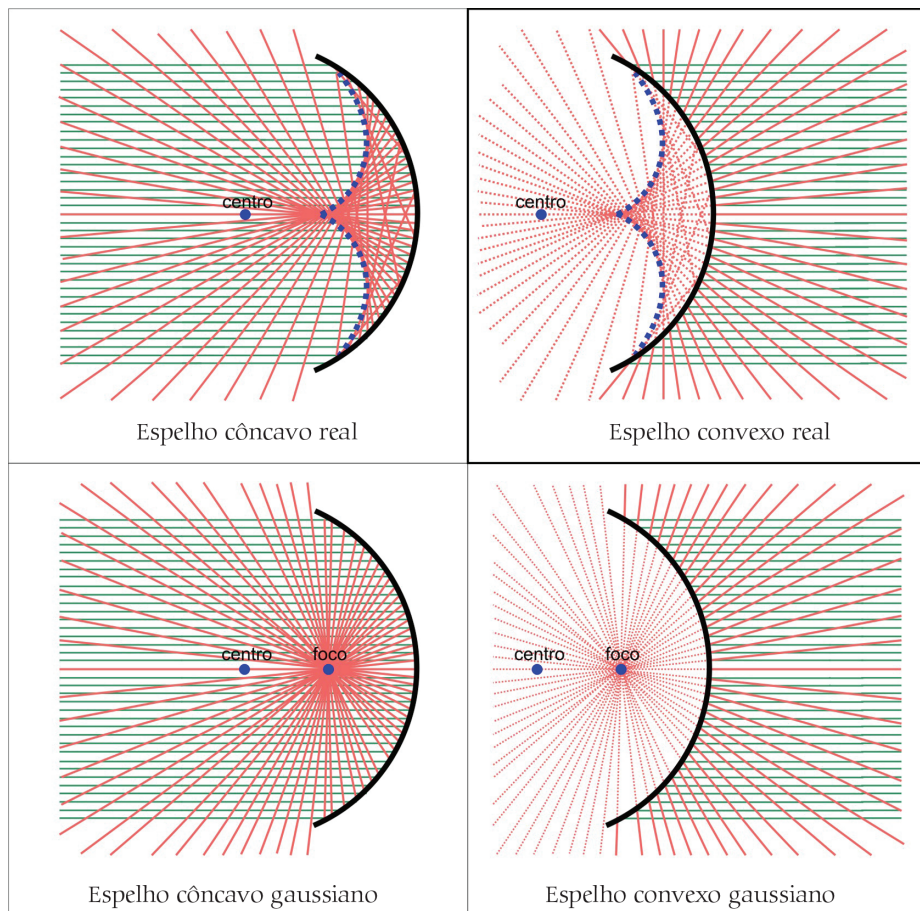 centro
centro
Espelho côncavo real
Espelho convexo real
centro
foco
centro
foco
Espelho côncavo gaussiano
Espelho convexo gaussiano